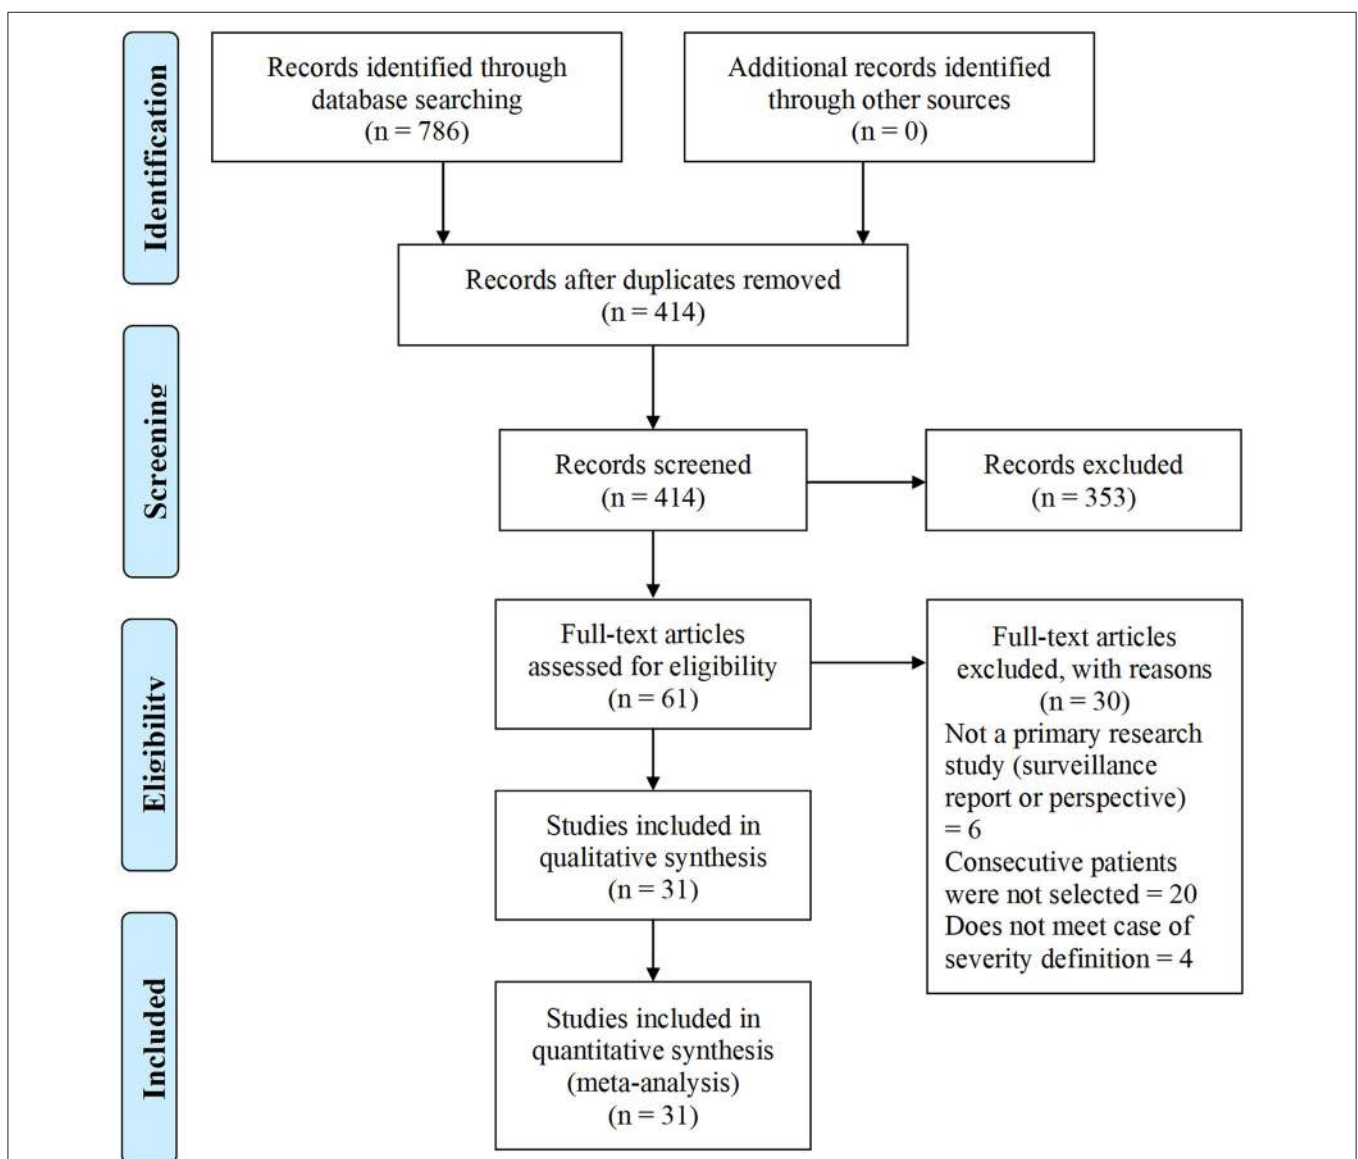 Identification
Records identified through
database searching
(n = 786)
Additional records identified
through other sources
(n = 0)
Records after duplicates removed
(n = 414)
Screening
Records screened
(n = 414)
Records excluded
(n = 353)
Eligibility
Full-text articles
assessed for eligibility
(n = 61)
Full-text articles
excluded, with reasons
(n = 30)
Not a primary research
study (surveillance
report or perspective)
= 6
Consecutive patients
were not selected = 20
Does not meet case of
severity definition = 4
Studies included in
qualitative synthesis
(n = 31)
Included
Studies included in
quantitative synthesis
(meta-analysis)
(n = 31)